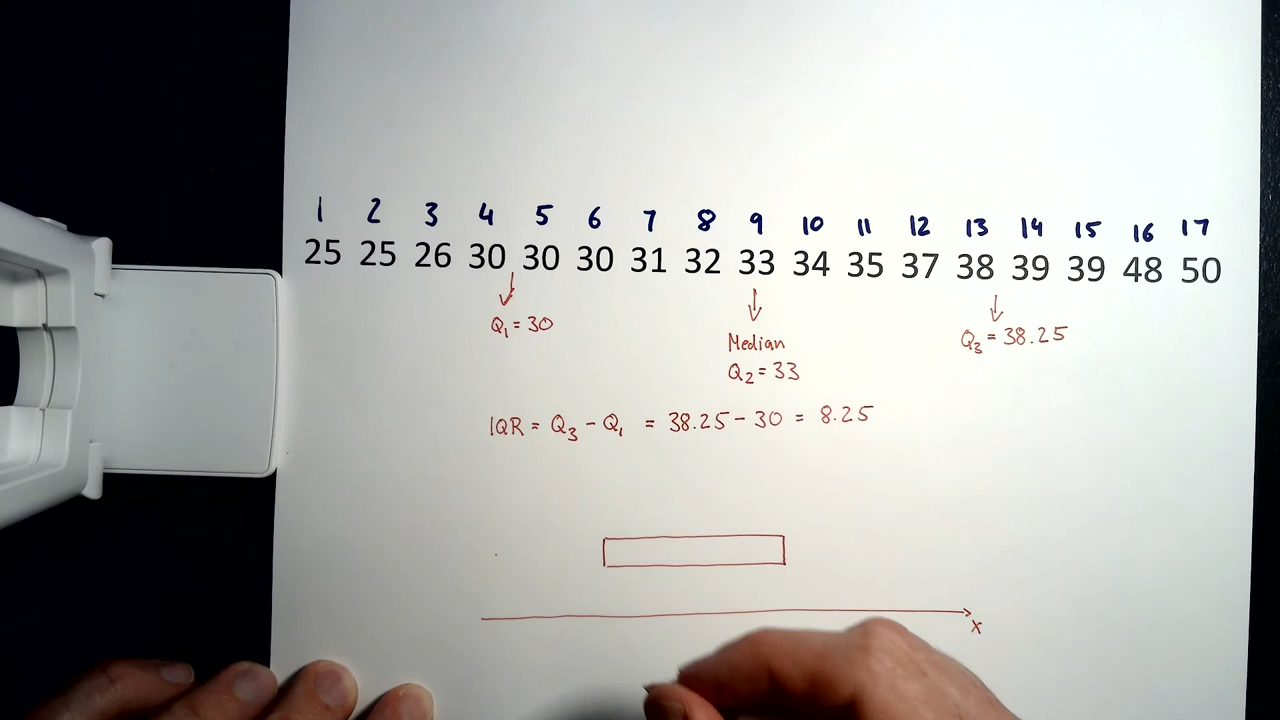 1 2 3 4 5 6 7 8 9 10 11 12 13 14 15 16 17
25 25 26 30 30 30 31 32 33 34 35 37 38 39 39 48 50
Q₁ = 30
Median
Q₂ = 33
Q₃ = 38.25
IQR = Q₃ - Q₁ = 38.25 - 30 = 8.25
x